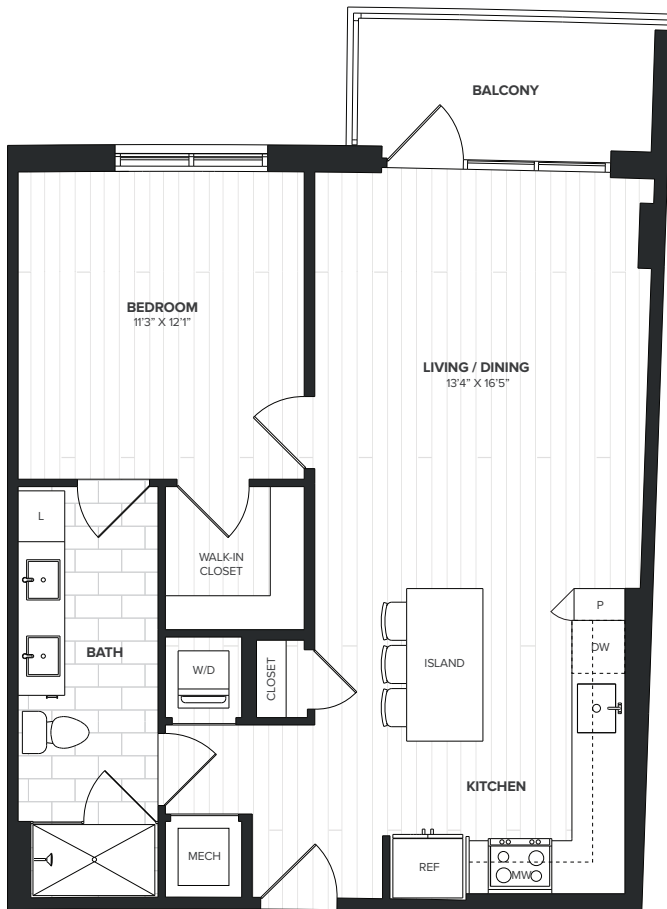 BALCONY
BEDROOM
11'3" X 12'1"
LIVING / DINING
13'4" X 16'5"
L
WALK-IN
CLOSET
P
DW
BATH
W/D
CLOSET
ISLAND
KITCHEN
MECH
REF
MW